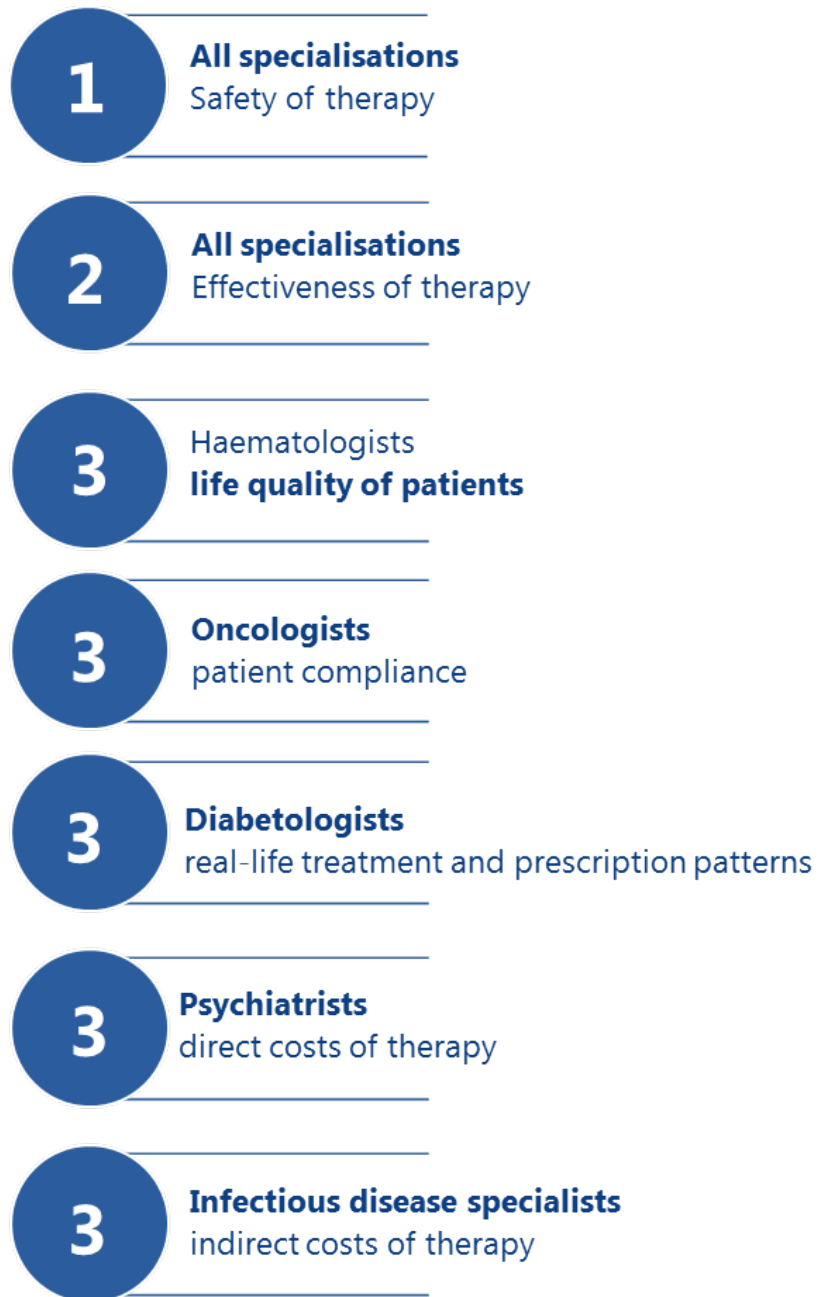 1
All specialisations
Safety of therapy
2
All specialisations
Effectiveness of therapy
3
Haematologists
life quality of patients
3
Oncologists
patient compliance
3
Diabetologists
real-life treatment and prescription patterns
3
Psychiatrists
direct costs of therapy
3
Infectious disease specialists
indirect costs of therapy